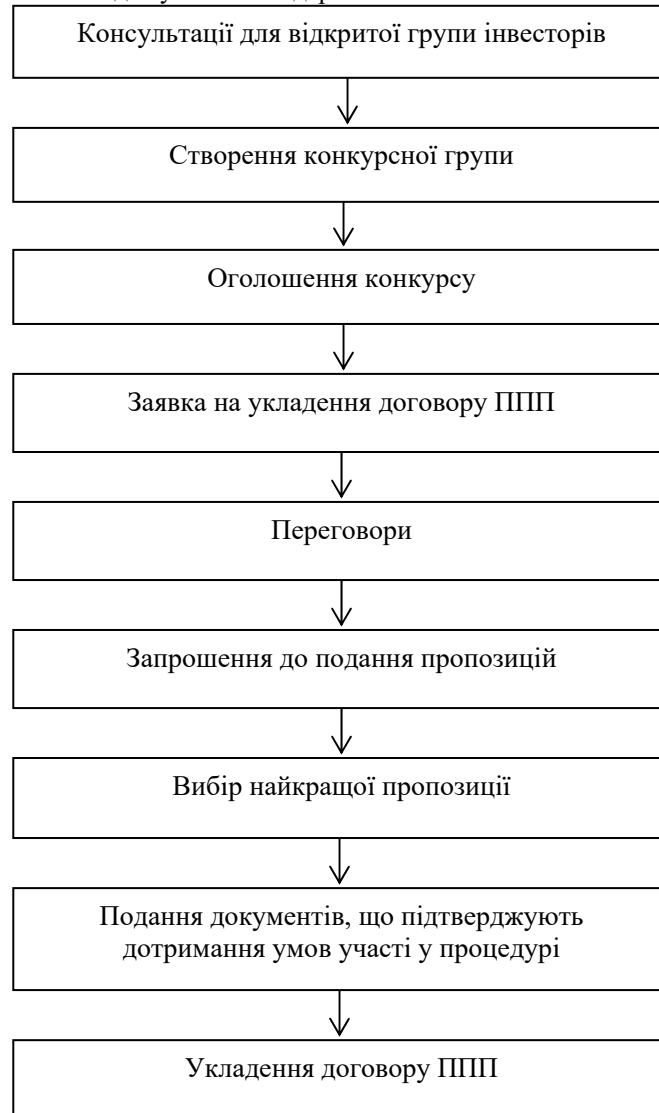 Консультації для відкритої групи інвесторів
Створення конкурсної групи
Оголошення конкурсу
Заявка на укладення договору ППП
Переговори
Запрошення до подання пропозицій
Вибір найкращої пропозиції
Подання документів, що підтверджують
дотримання умов участі у процедурі
Укладення договору ППП